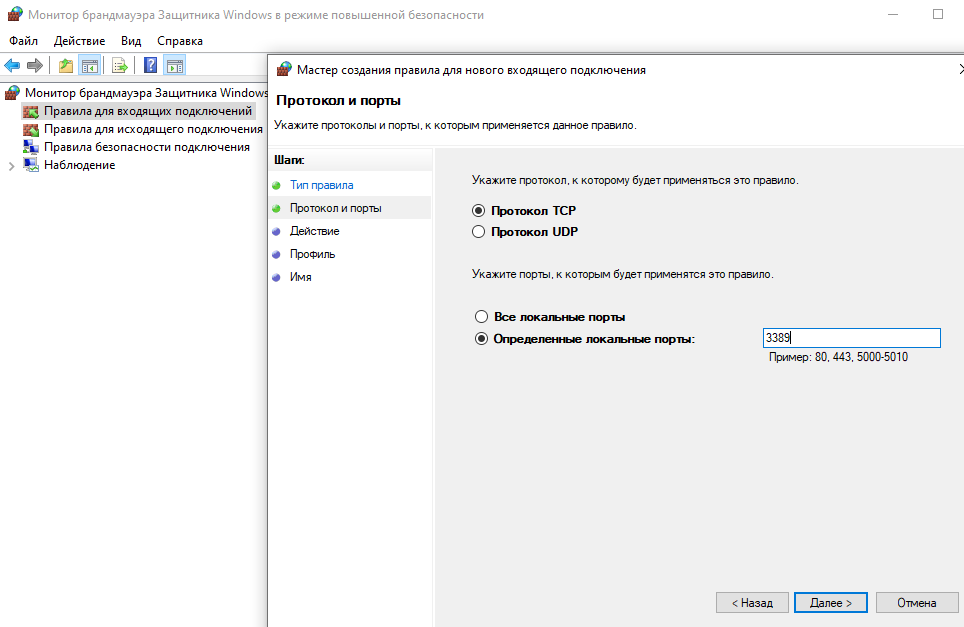 Монитор брандмауэра Защитника Windows в режиме повышенной безопасности
Файл Действие Вид Справка
Монитор брандмауэра Защитника Windows
Правила для входящих подключений
Правила для исходящего подключения
Правила безопасности подключения
Наблюдение
Мастер создания правила для нового входящего подключения
Протокол и порты
Укажите протоколы и порты, к которым применяется данное правило.
Шаги:
Тип правила
Протокол и порты
Действие
Профиль
Имя
Укажите протокол, к которому будет применяться это правило.
Протокол TCP
Протокол UDP
Укажите порты, к которым будет применятся это правило.
Все локальные порты
Определенные локальные порты: 3389
Пример: 80, 443, 5000-5010
< Назад Далее > Отмена